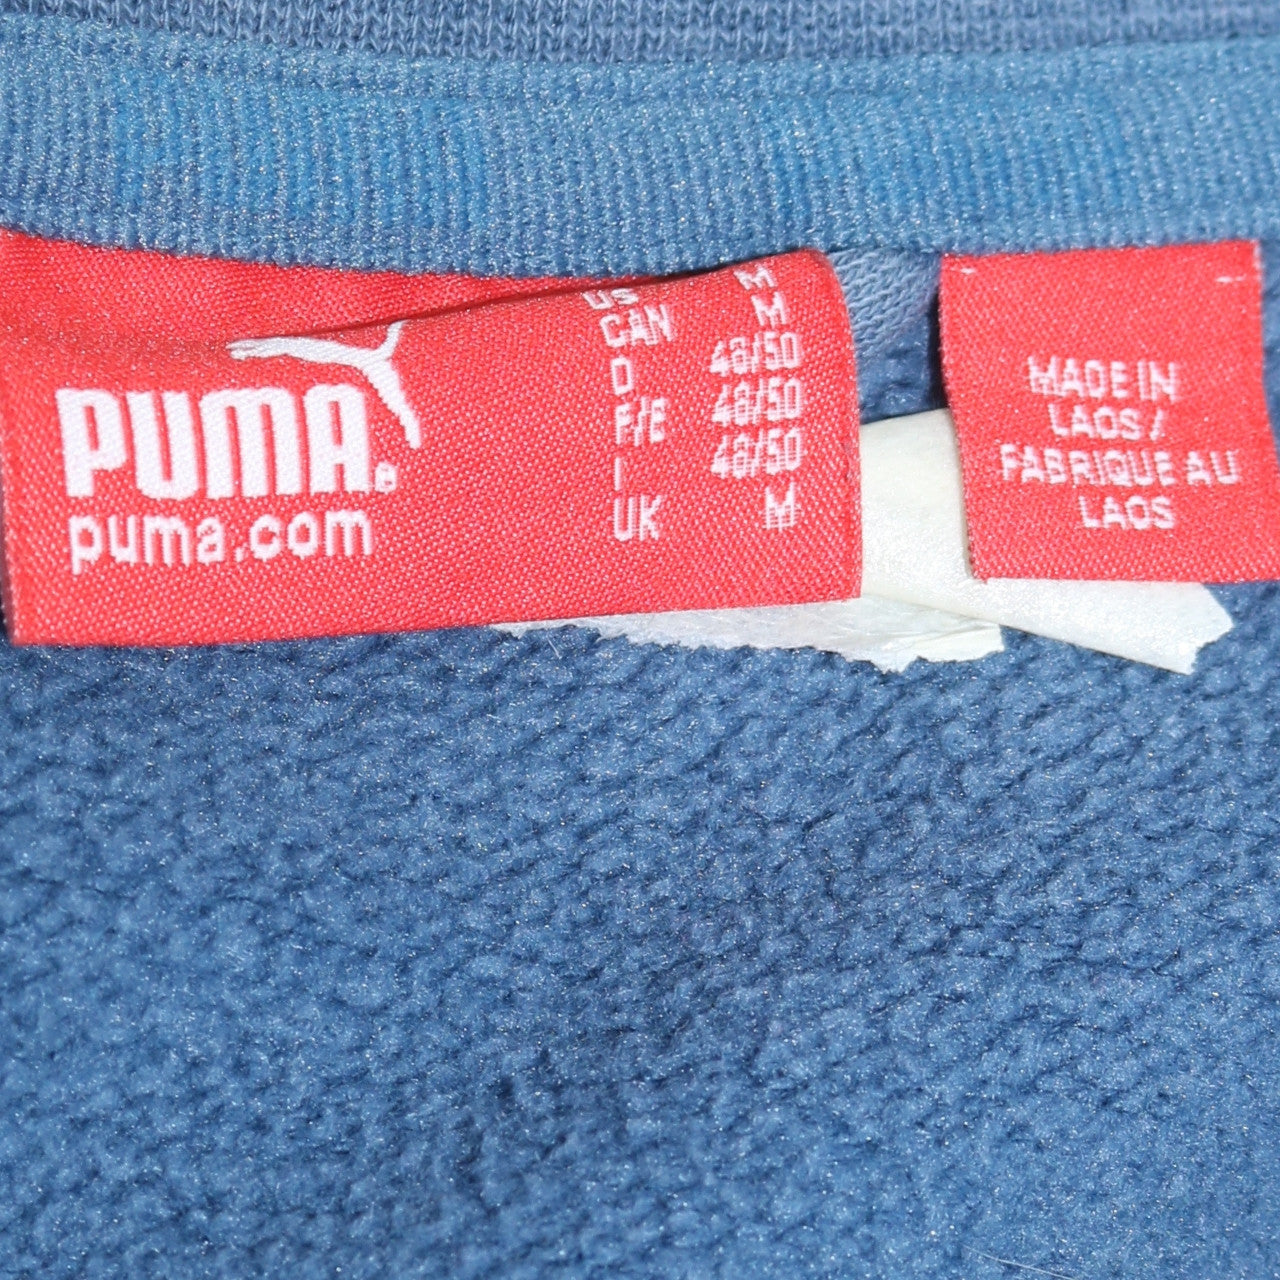 PUMA®
puma.com
US M
CAN M
D 48/50
F/E 48/50
I 48/50
UK M
MADE IN
LAOS /
FABRIQUE AU
LAOS